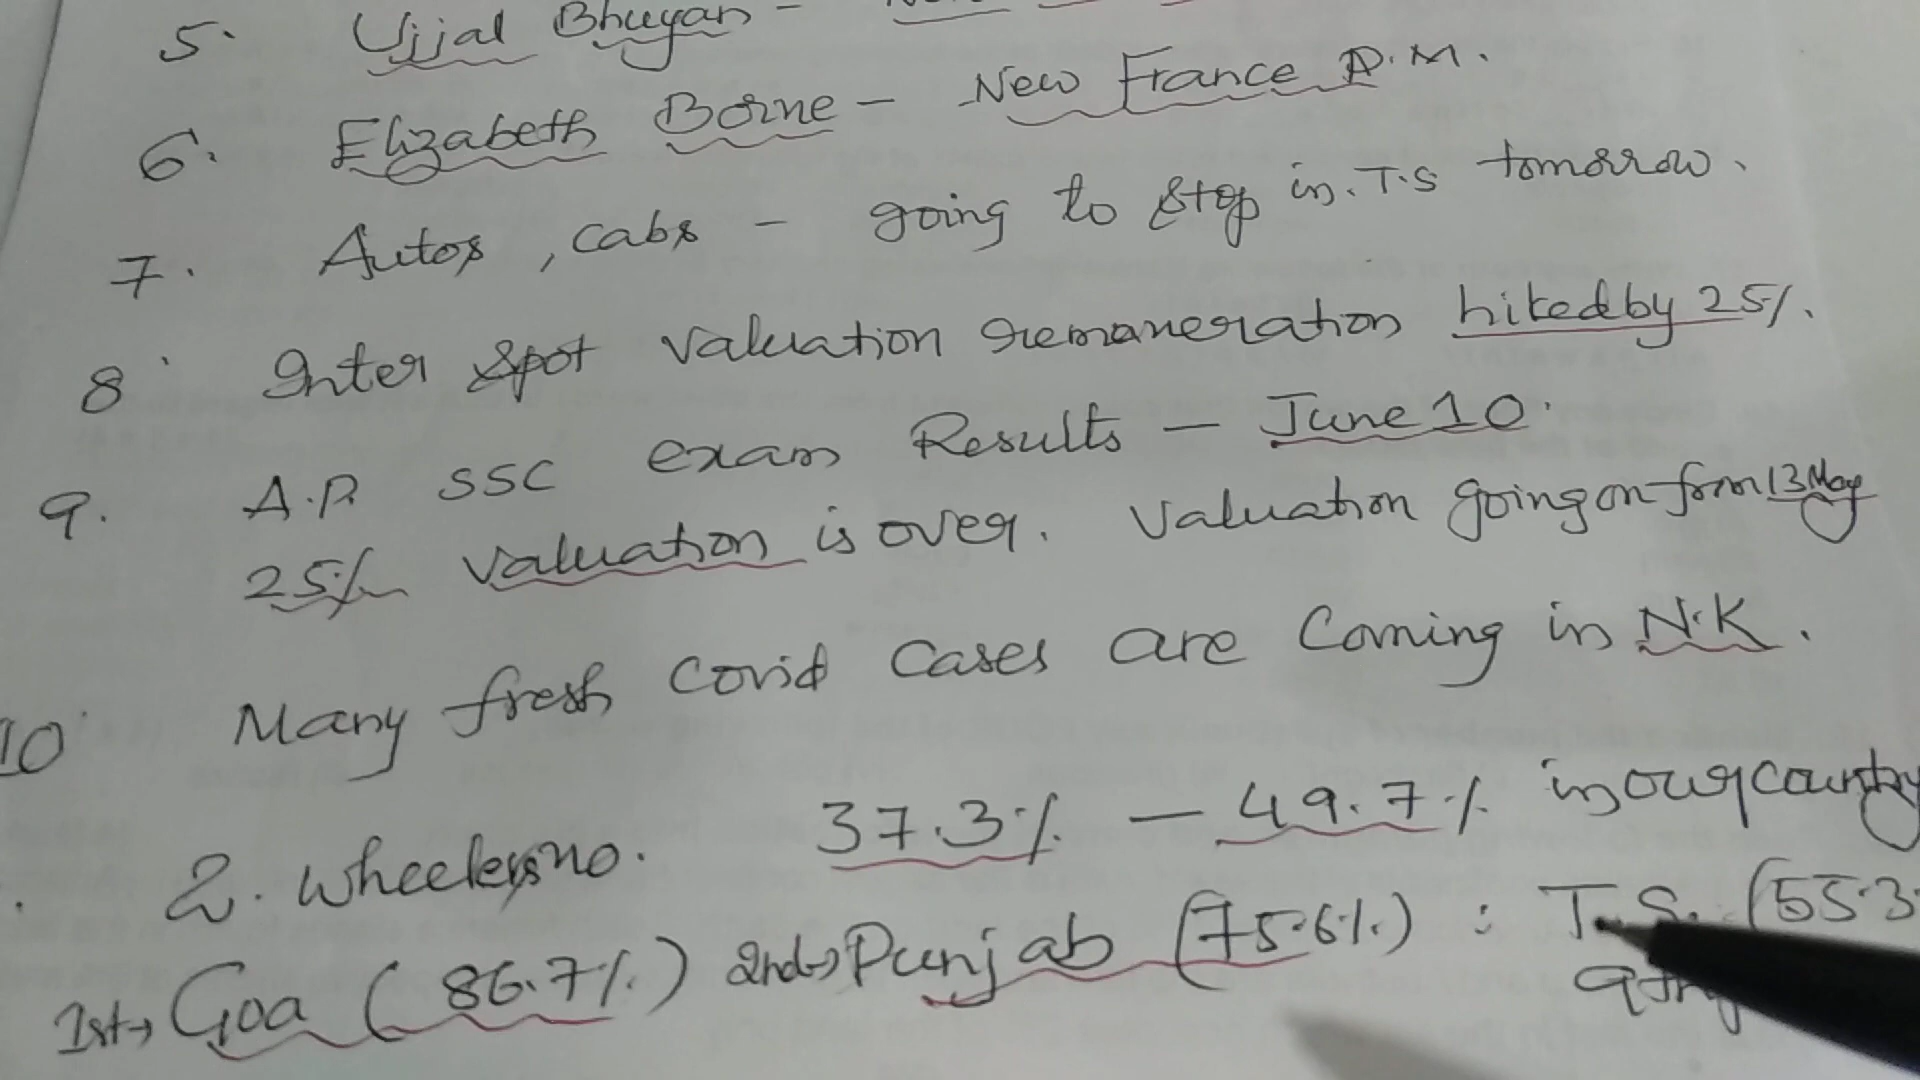 5. Ujjal Bhuyan -
6. Elizabeth Borne - New France P.M.
7. Autos, cabs - going to stop in T.S tomorrow.
8. Inter spot valuation remaneration hiked by 25%.
9. A.P. SSC exam Results - June 10.
25% valuation is over. Valuation going on from 13 May
10. Many fresh covid cases are coming in N.K.
2. wheelers no. 37.3% - 49.7% in our country
1st→ Goa (86.7%) 2nd→ Punjab (75.6%) : T.S. (55.3